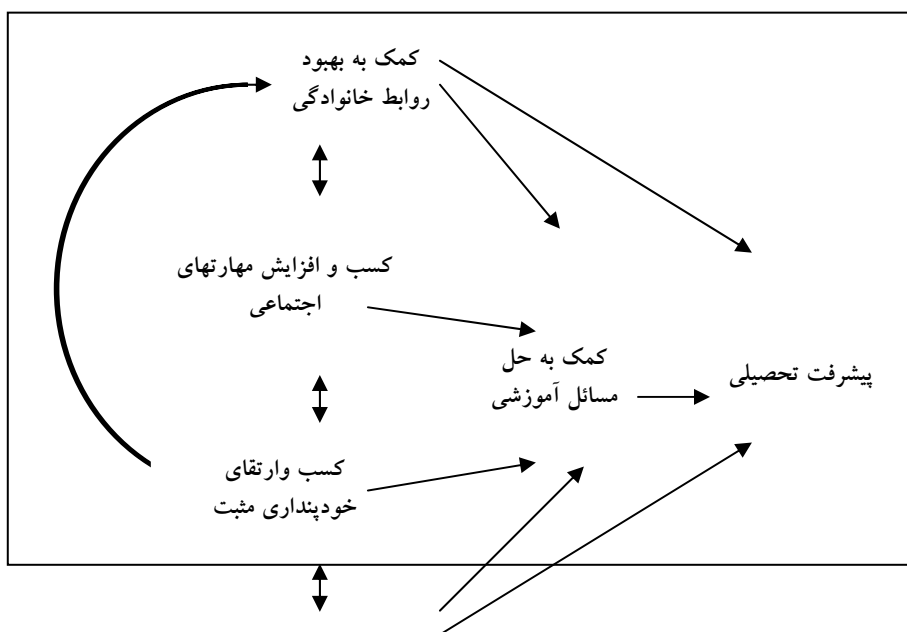 کمک به بهبود
روابط خانوادگی
کسب و افزایش مهارتهای
اجتماعی
کمک به حل
مسائل آموزشی
پیشرفت تحصیلی
کسب وارتقای
خودپنداری مثبت